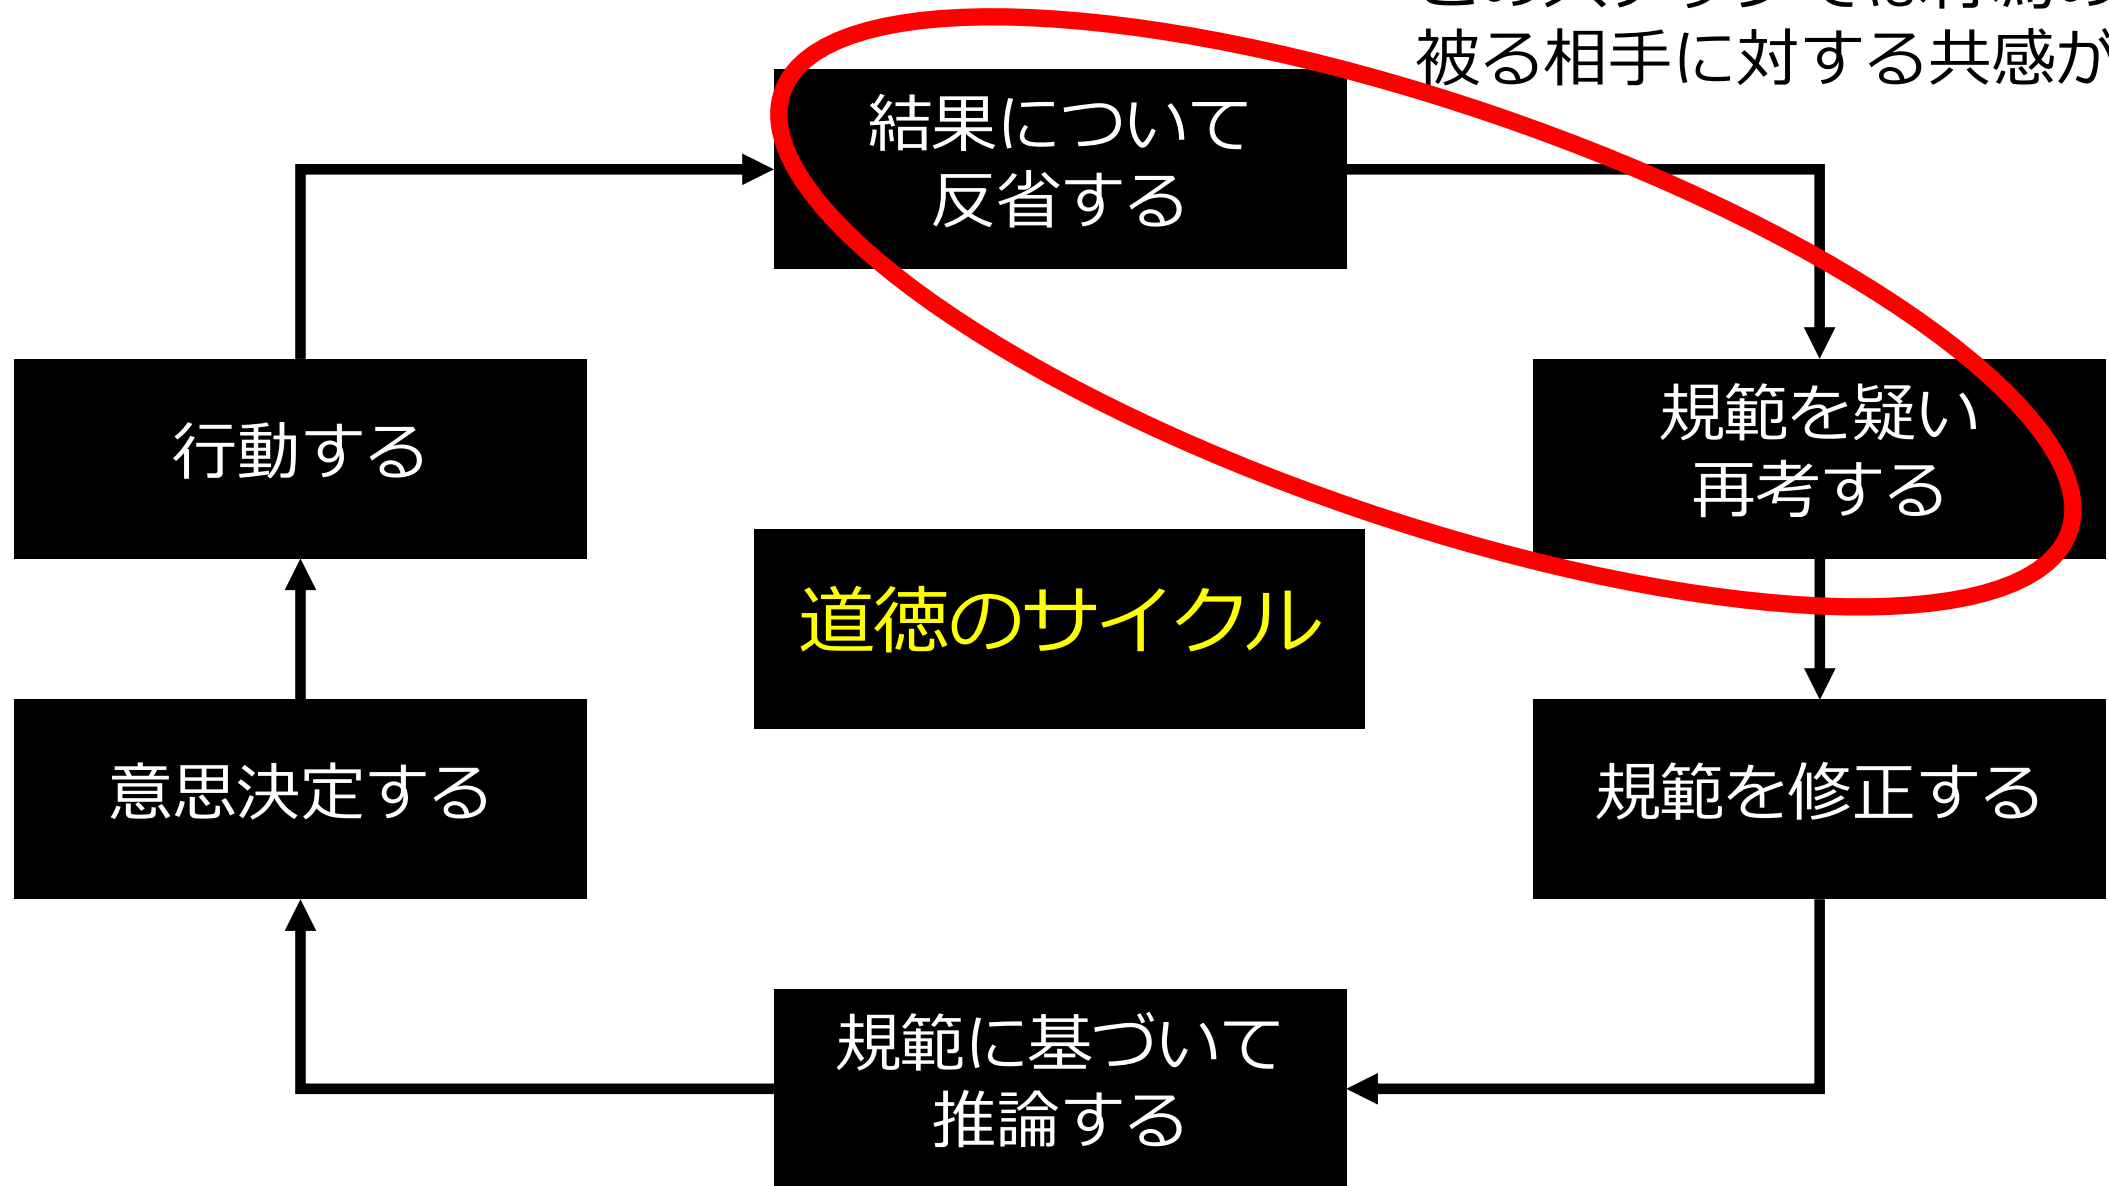 被る相手に対する共感が
結果について
反省する
規範を疑い
再考する
行動する
道徳のサイクル
意思決定する
規範を修正する
規範に基づいて
推論する